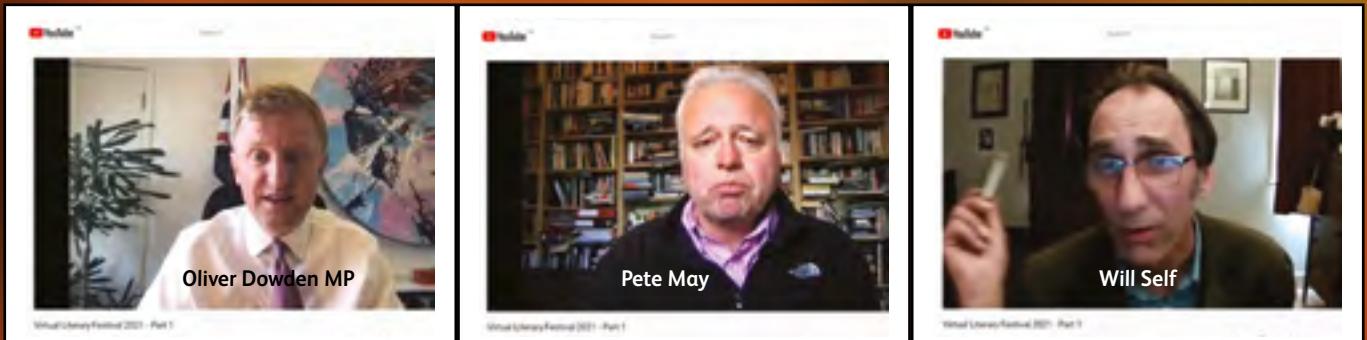 YouTube
YouTube
YouTube
Oliver Dowden MP
Pete May
Will Self
Virtual Literary Festival 2021 - Part 1
Virtual Literary Festival 2021 - Part 1
Virtual Literary Festival 2021 - Part 1